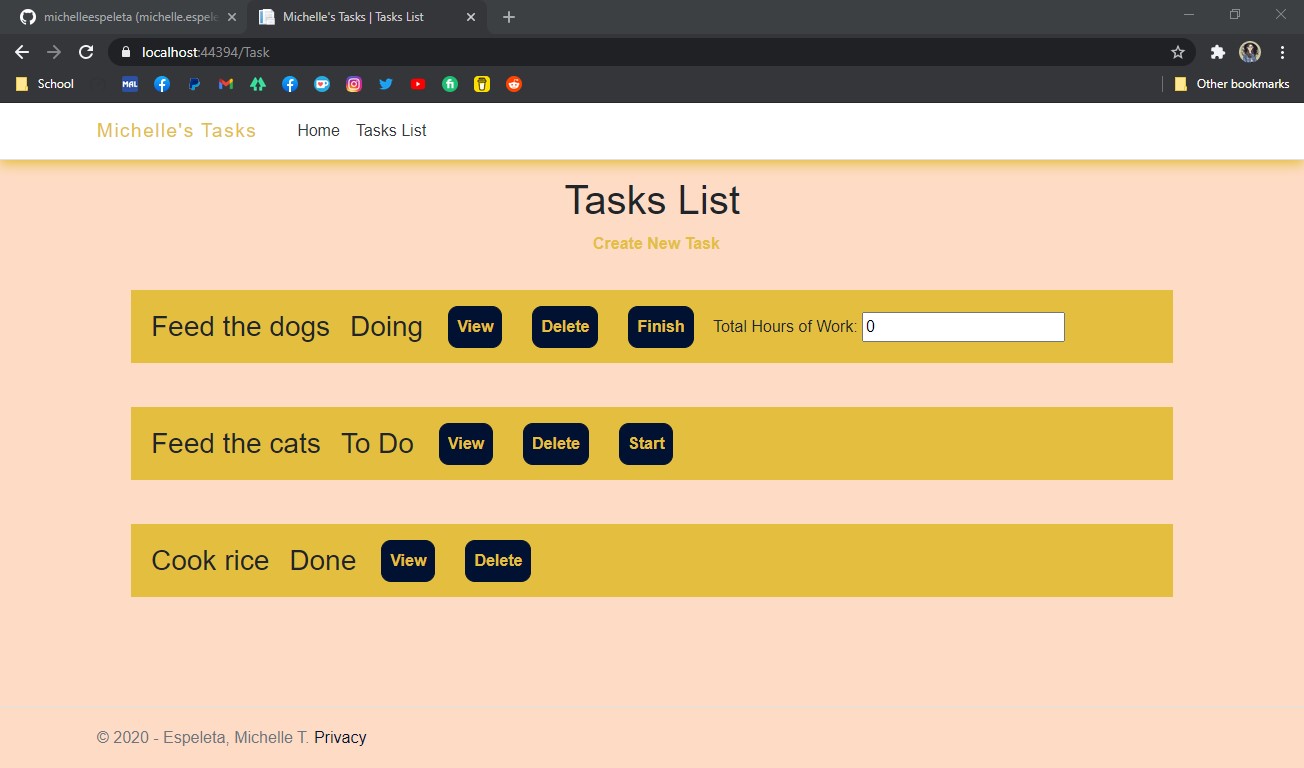 michelleespeleta (michelle.espele
Michelle's Tasks | Tasks List
localhost:44394/Task
School
MAL
Other bookmarks
Michelle's Tasks Home Tasks List
Tasks List
Create New Task
Feed the dogs Doing View Delete Finish Total Hours of Work: 0
Feed the cats To Do View Delete Start
Cook rice Done View Delete
© 2020 - Espeleta, Michelle T. Privacy